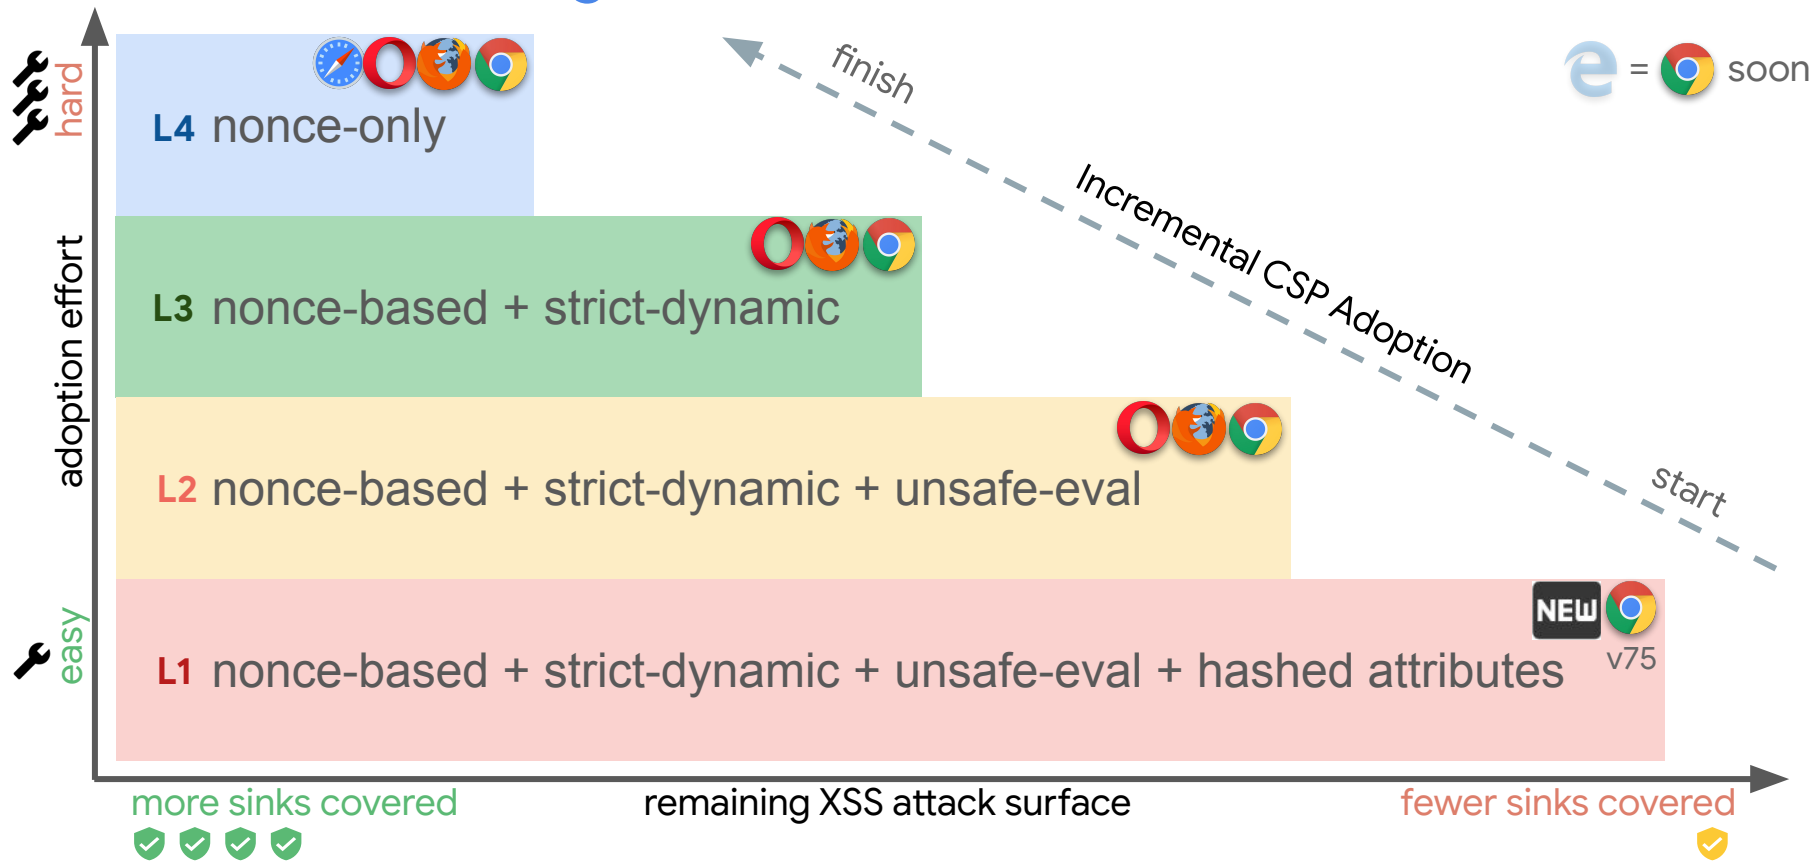 finish
= soon
hard
L4 nonce-only
Incremental CSP Adoption
adoption effort
L3 nonce-based + strict-dynamic
start
L2 nonce-based + strict-dynamic + unsafe-eval
NEW
v75
easy
L1 nonce-based + strict-dynamic + unsafe-eval + hashed attributes
more sinks covered
remaining XSS attack surface
fewer sinks covered